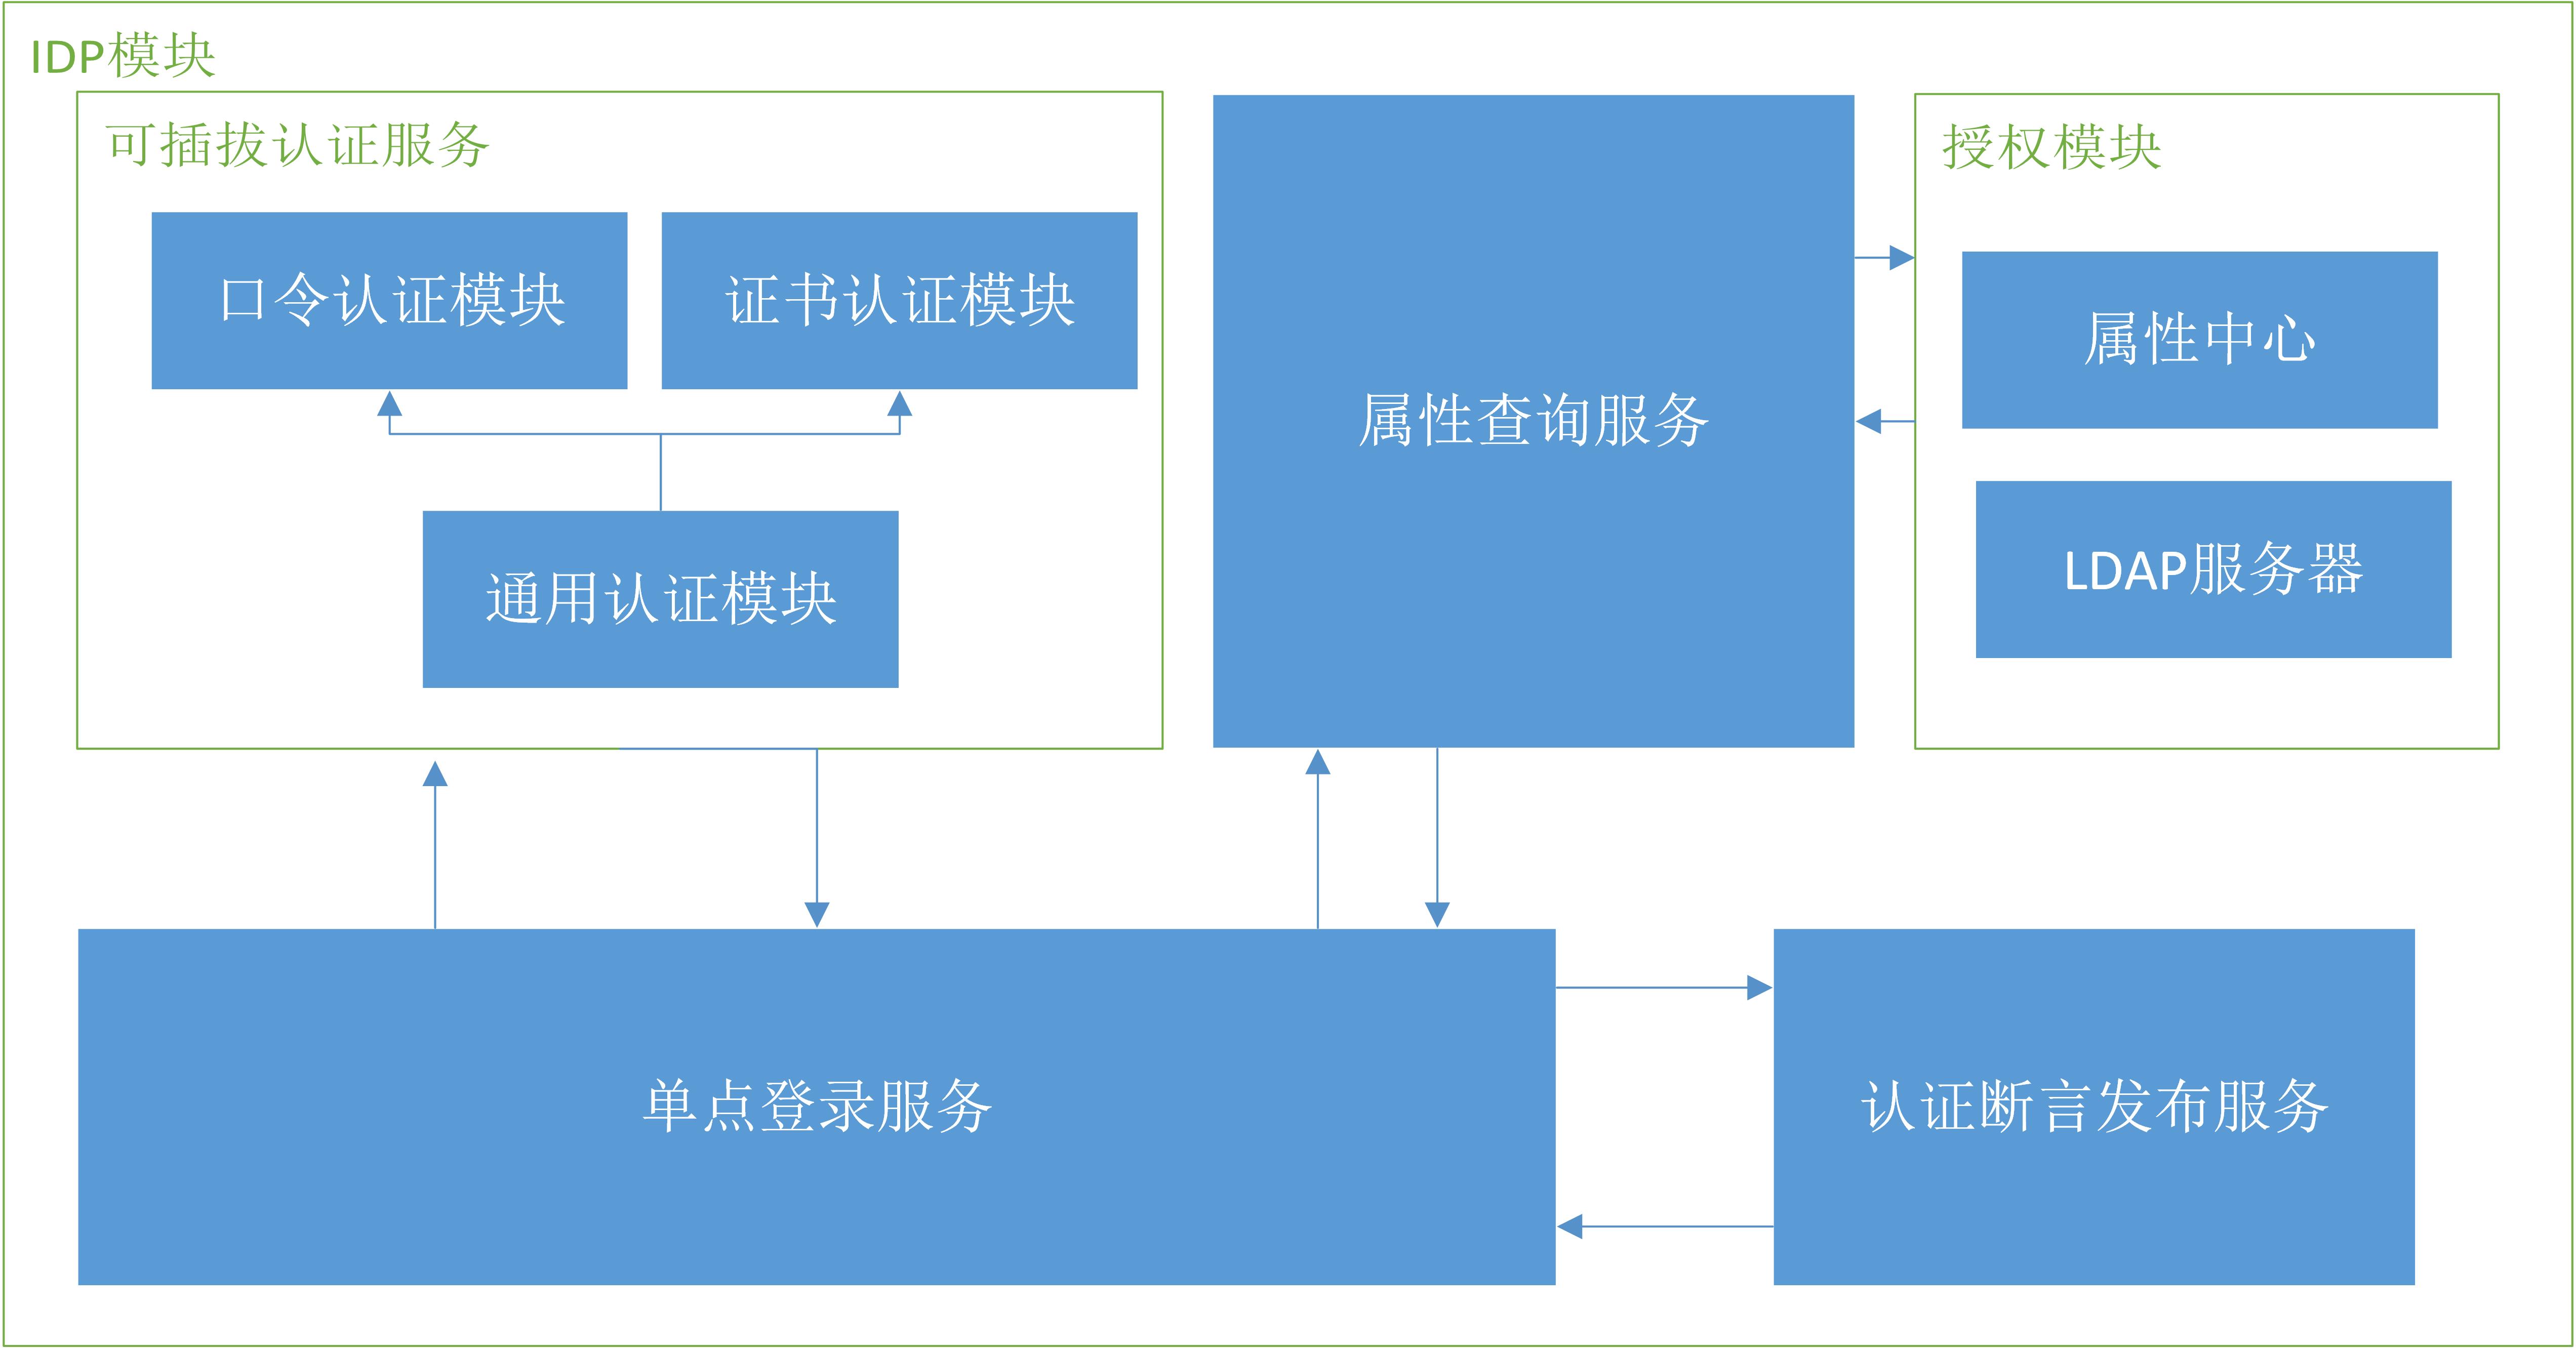 IDP模块
可插拔认证服务
口令认证模块
证书认证模块
通用认证模块
属性查询服务
授权模块
属性中心
LDAP服务器
单点登录服务
认证断言发布服务